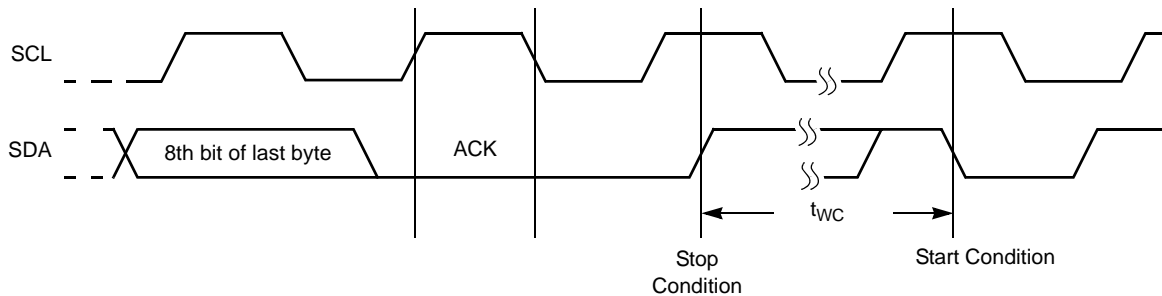 SCL
SDA
8th bit of last byte
ACK
tWC
Stop
Condition
Start Condition